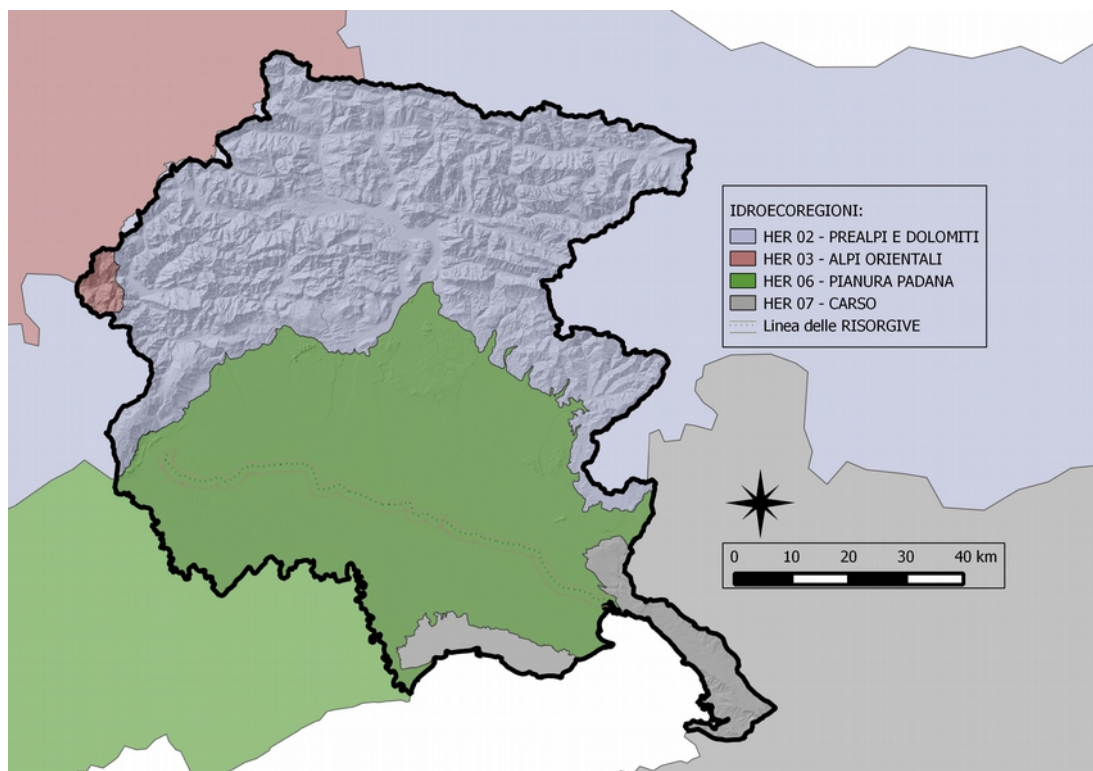 IDROECOREGIONI:
HER 02 - PREALPI E DOLOMITI
HER 03 - ALPI ORIENTALI
HER 06 - PIANURA PADANA
HER 07 - CARSO
Linea delle RISORGIVE
0 10 20 30 40 km